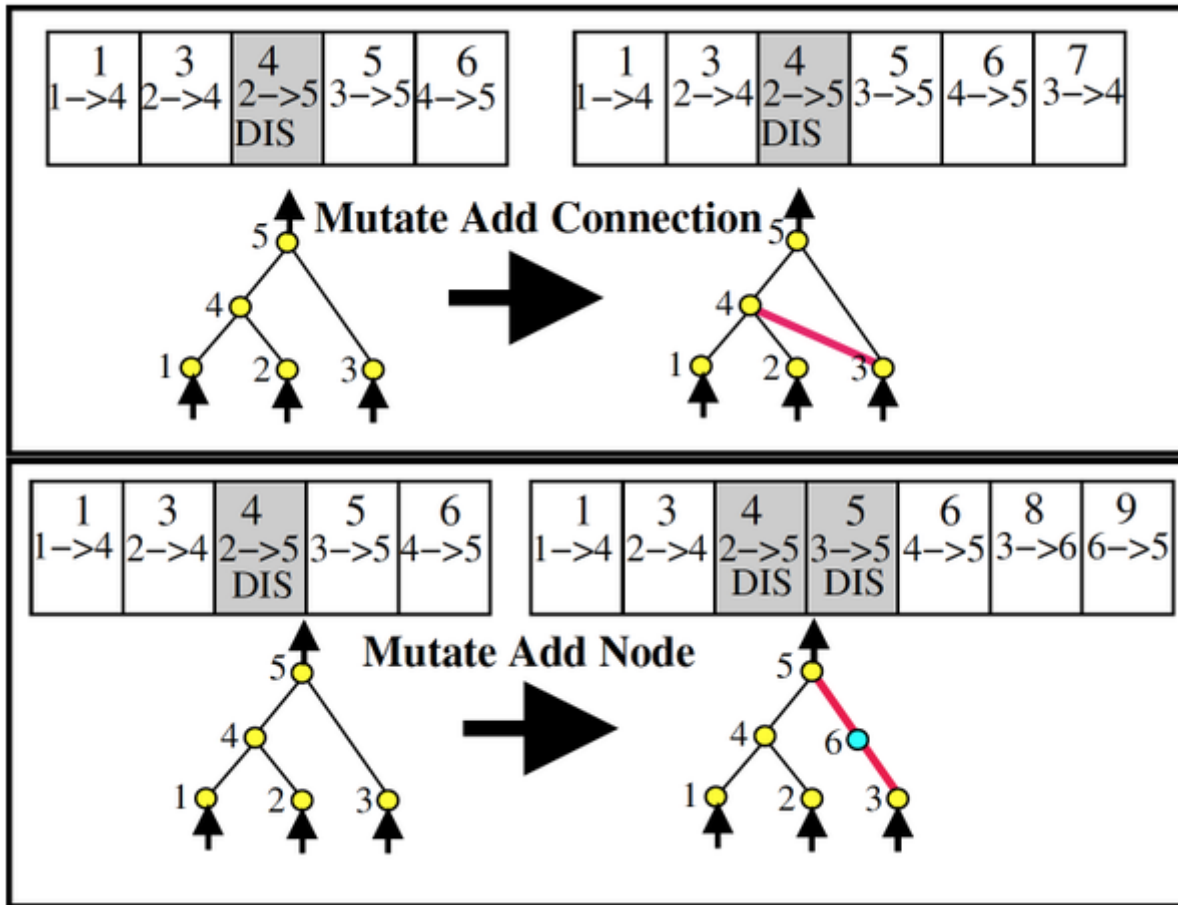 1 3 4 5 6
1->4 2->4 2->5 3->5 4->5
DIS
1 3 4 5 6 7
1->4 2->4 2->5 3->5 4->5 3->4
DIS
Mutate Add Connection
5
4
1 2 3
5
4
1 2 3
1 3 4 5 6
1->4 2->4 2->5 3->5 4->5
DIS
1 3 4 5 6 8 9
1->4 2->4 2->5 3->5 4->5 3->6 6->5
DIS DIS
Mutate Add Node
5
4
1 2 3
5
4 6
1 2 3